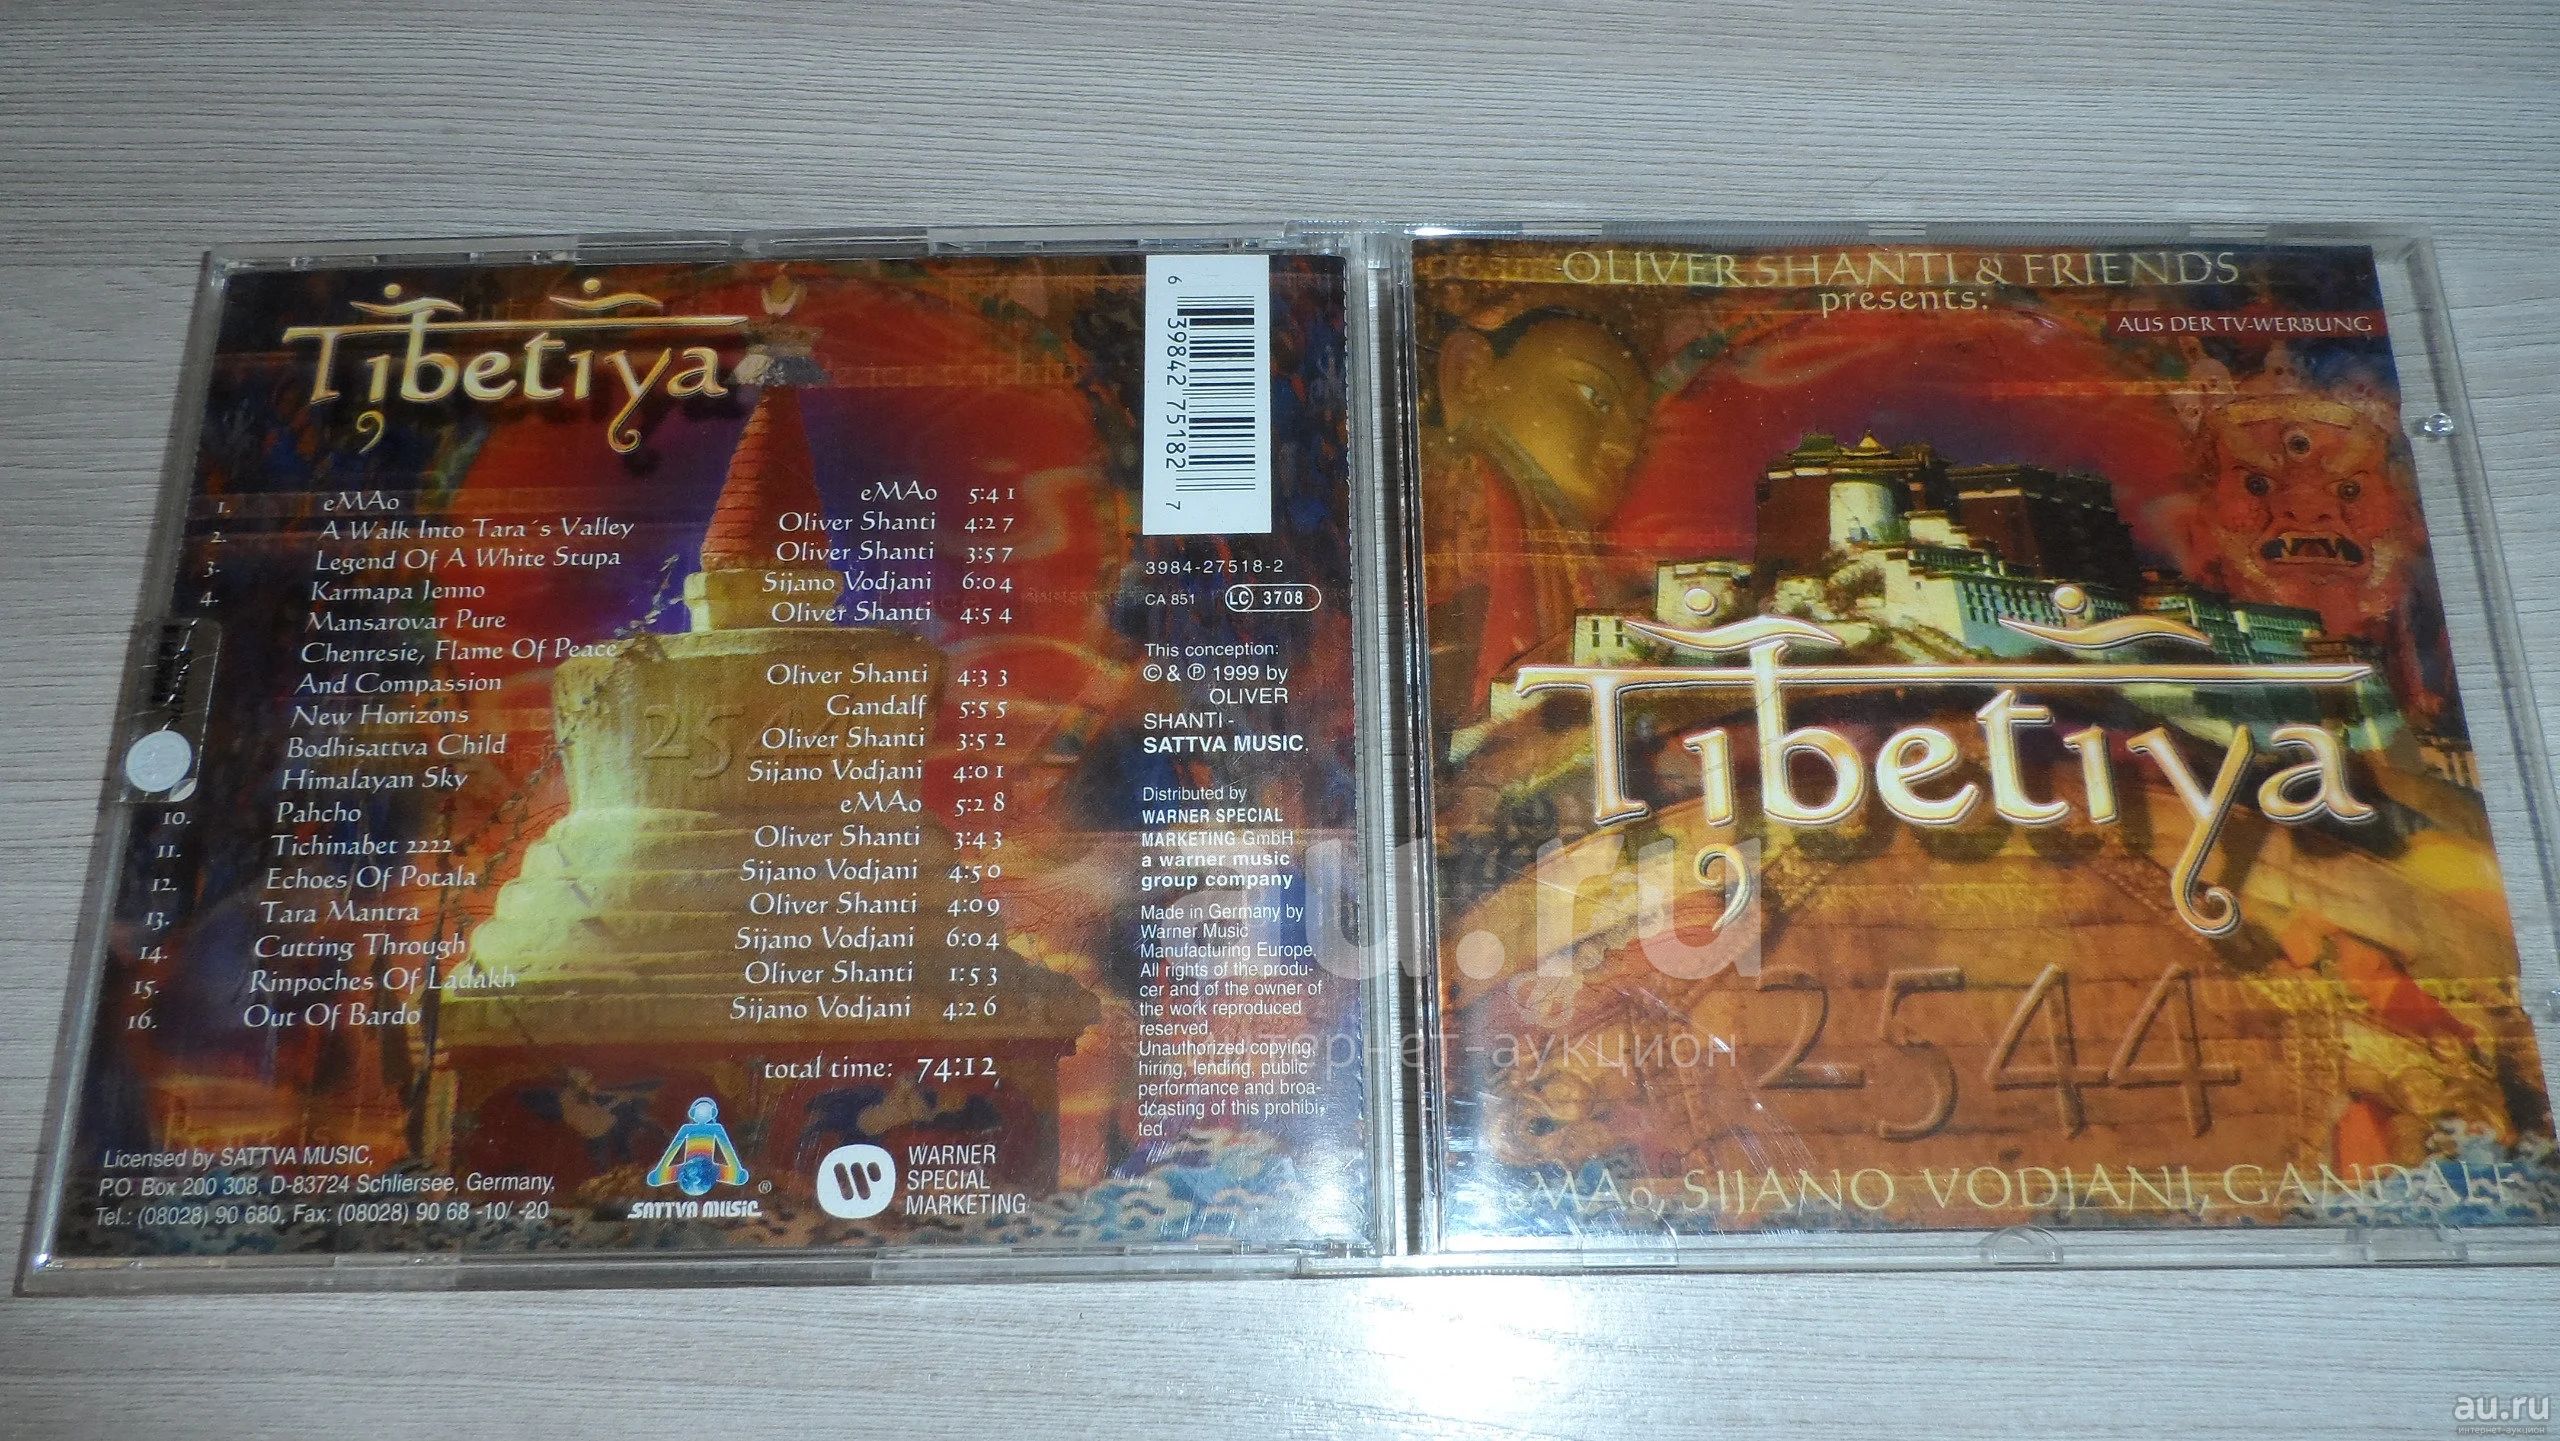 Tibetiya
1. eMAo eMAo 5:41
2. A Walk Into Tara´s Valley Oliver Shanti 4:27
3. Legend Of A White Stupa Oliver Shanti 3:57
4. Karmapa Jenno Sijano Vodjani 6:04
Mansarovar Pure Oliver Shanti 4:54
Chenresie, Flame Of Peace
And Compassion Oliver Shanti 4:33
New Horizons Gandalf 5:55
Bodhisattva Child Oliver Shanti 3:52
Himalayan Sky Sijano Vodjani 4:01
10. Pahcho eMAo 5:28
11. Tichinabet 2222 Oliver Shanti 3:43
12. Echoes Of Potala Sijano Vodjani 4:50
13. Tara Mantra Oliver Shanti 4:09
14. Cutting Through Sijano Vodjani 6:04
15. Rinpoches Of Ladakh Oliver Shanti 1:53
16. Out Of Bardo Sijano Vodjani 4:26
total time: 74:12
2544
Licensed by SATTVA MUSIC,
P.O. Box 200 308, D-83724 Schliersee, Germany,
Tel.: (08028) 90 680, Fax: (08028) 90 68 -10/ -20
SATTVA MUSIC ®
WARNER
SPECIAL
MARKETING
6 39842 75182 7
3984-27518-2
CA 851 LC 3708
This conception:
© & ℗ 1999 by
OLIVER
SHANTI -
SATTVA MUSIC.
Distributed by
WARNER SPECIAL
MARKETING GmbH
a warner music
group company
Made in Germany by
Warner Music
Manufacturing Europe.
All rights of the produ-
cer and of the owner of
the work reproduced
reserved.
Unauthorized copying,
hiring, lending, public
performance and broa-
dcasting of this prohibi-
ted.
OLIVER SHANTI & FRIENDS
presents:
AUS DER TV-WERBUNG
Tibetiya
2544
eMAo, SIJANO VODJANI, GANDALF
au.ru
интернет-аукцион
au.ru
интернет-аукцион